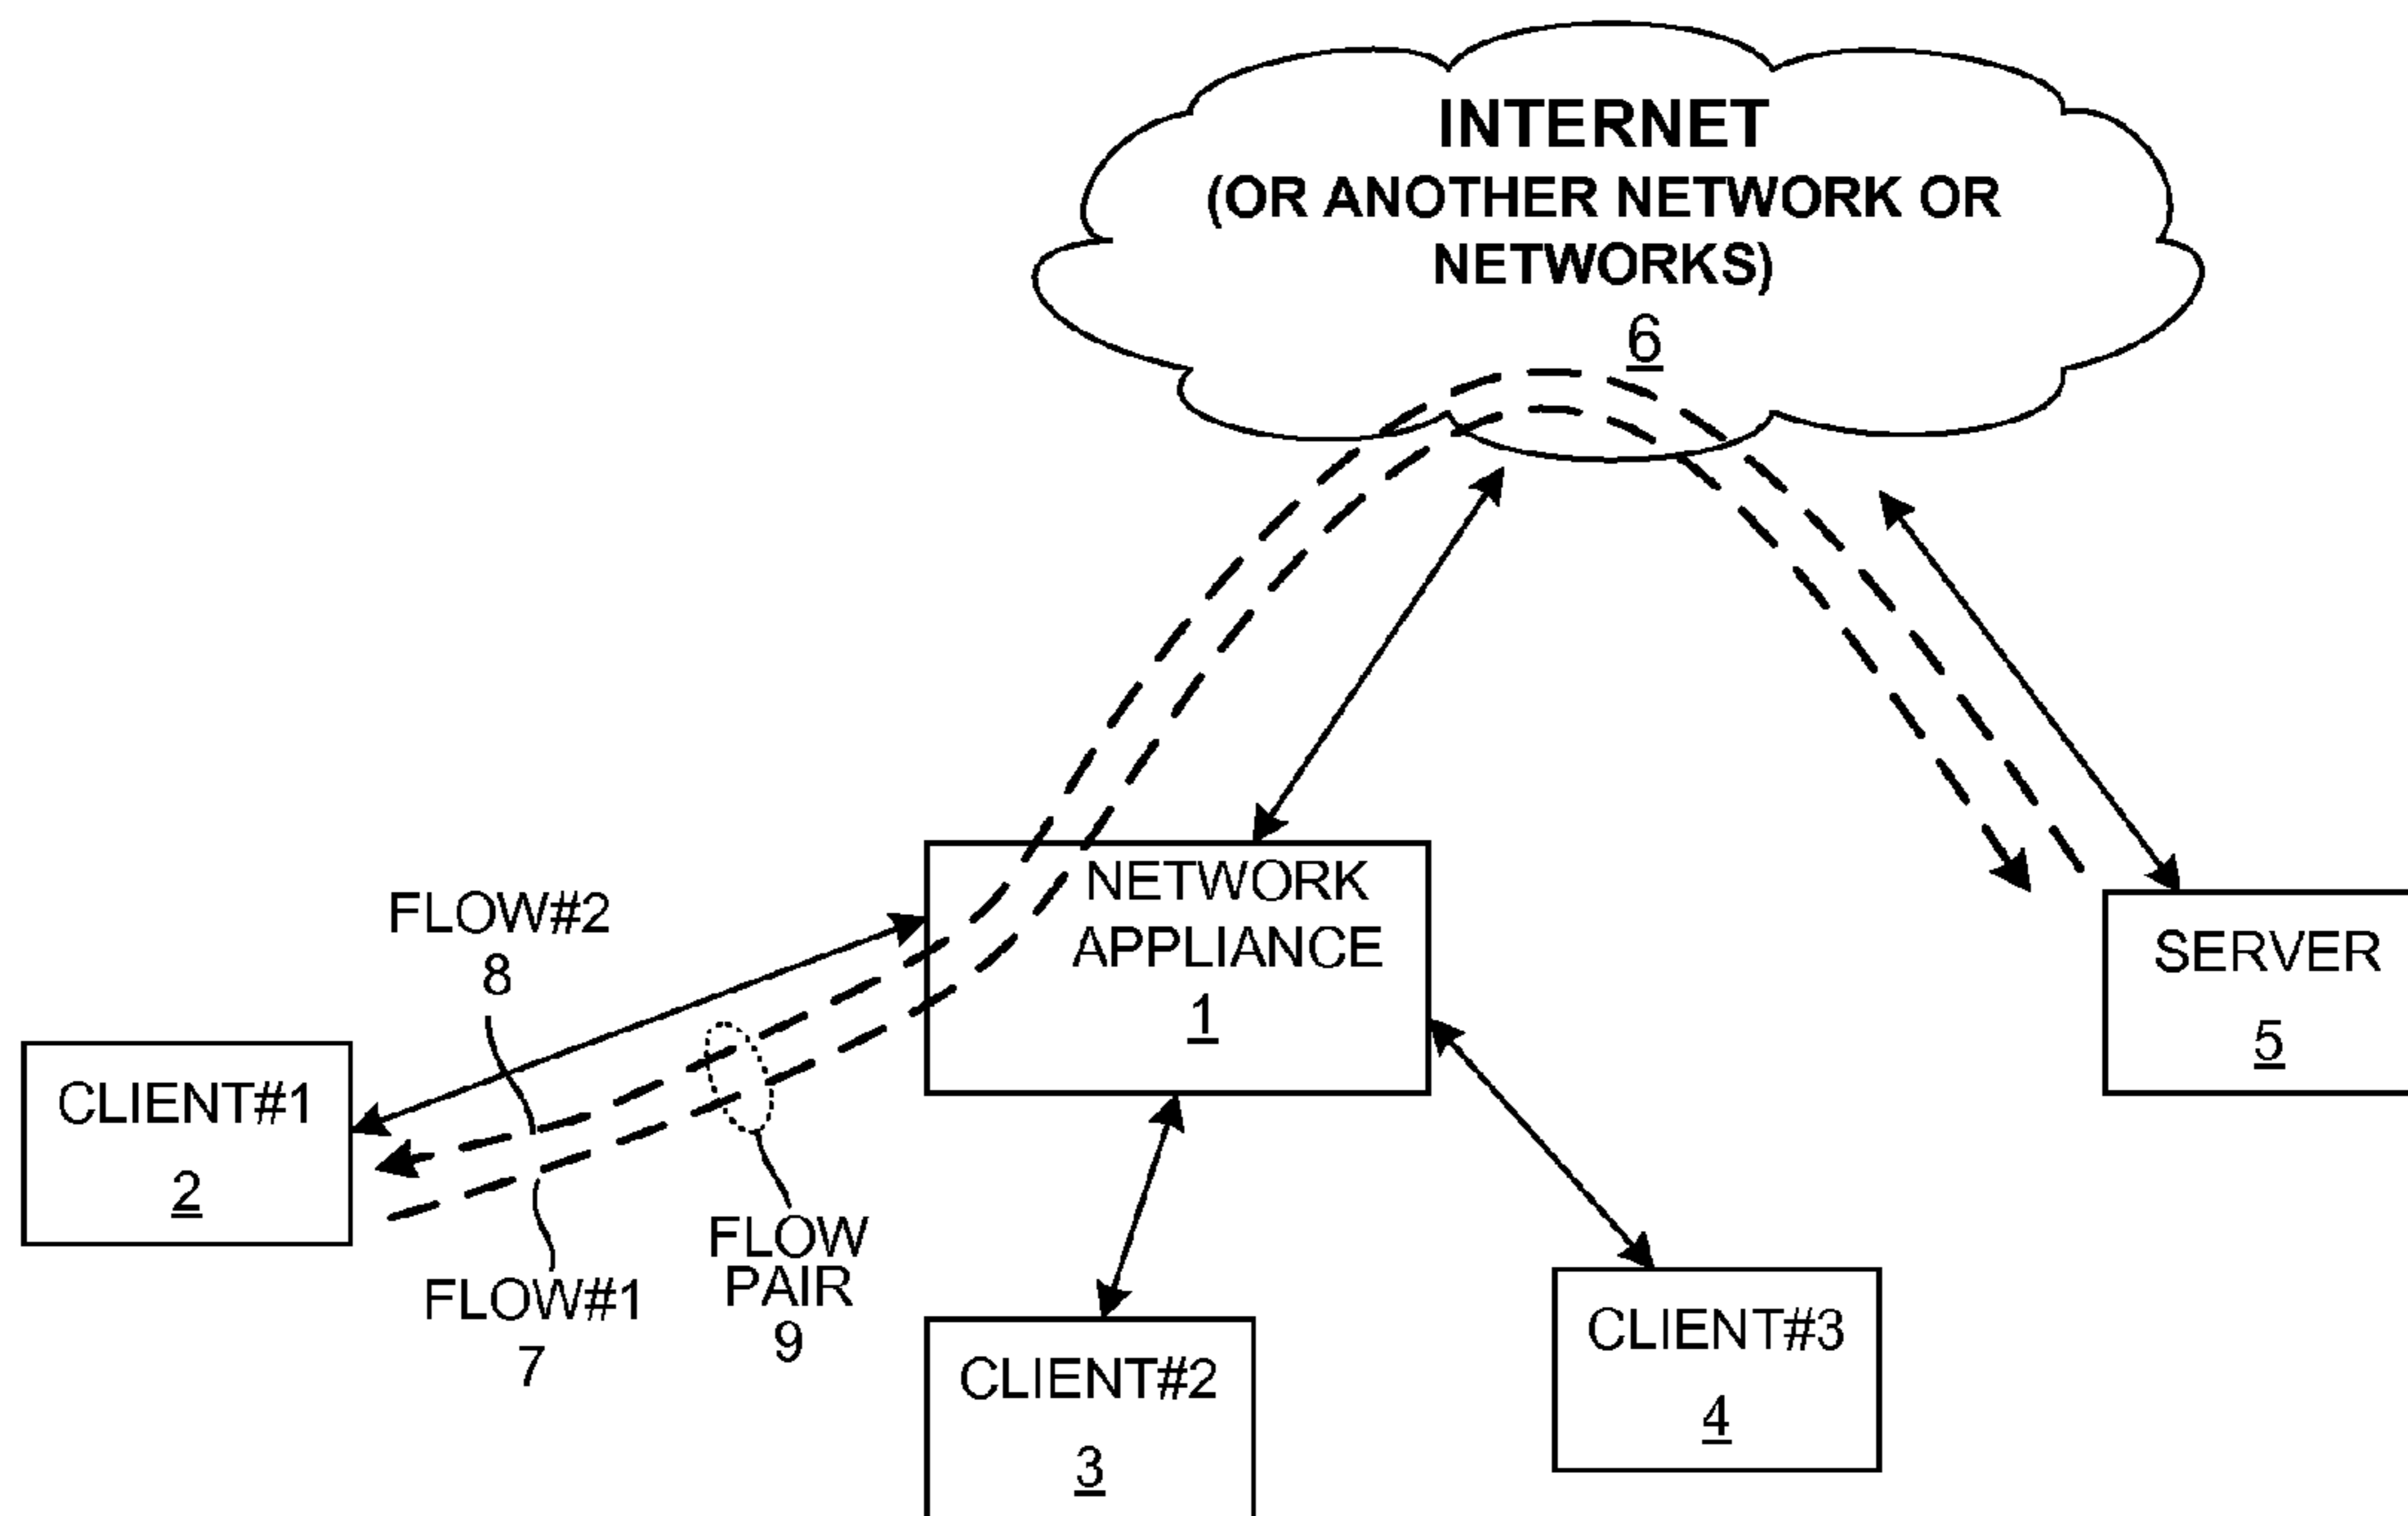 INTERNET
(OR ANOTHER NETWORK OR
NETWORKS)
6
NETWORK
APPLIANCE
1
FLOW#2
8
SERVER
5
CLIENT#1
2
FLOW
PAIR
9
FLOW#1
7
CLIENT#2
3
CLIENT#3
4